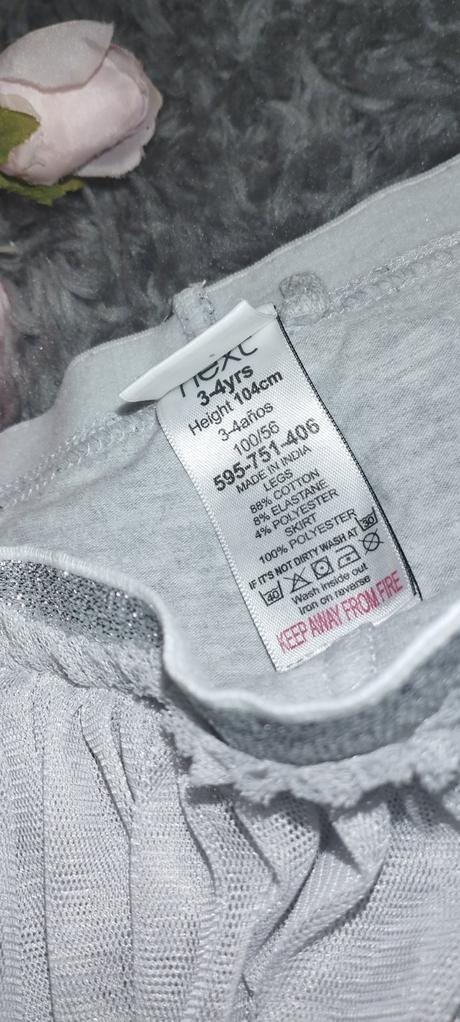 next
3-4yrs
Height 104cm
3-4años
100/56
595-751-406
MADE IN INDIA
LEGS
88% COTTON
8% ELASTANE
4% POLYESTER
SKIRT
100% POLYESTER
IF IT'S NOT DIRTY WASH AT 30
40
Wash inside out
Iron on reverse
KEEP AWAY FROM FIRE